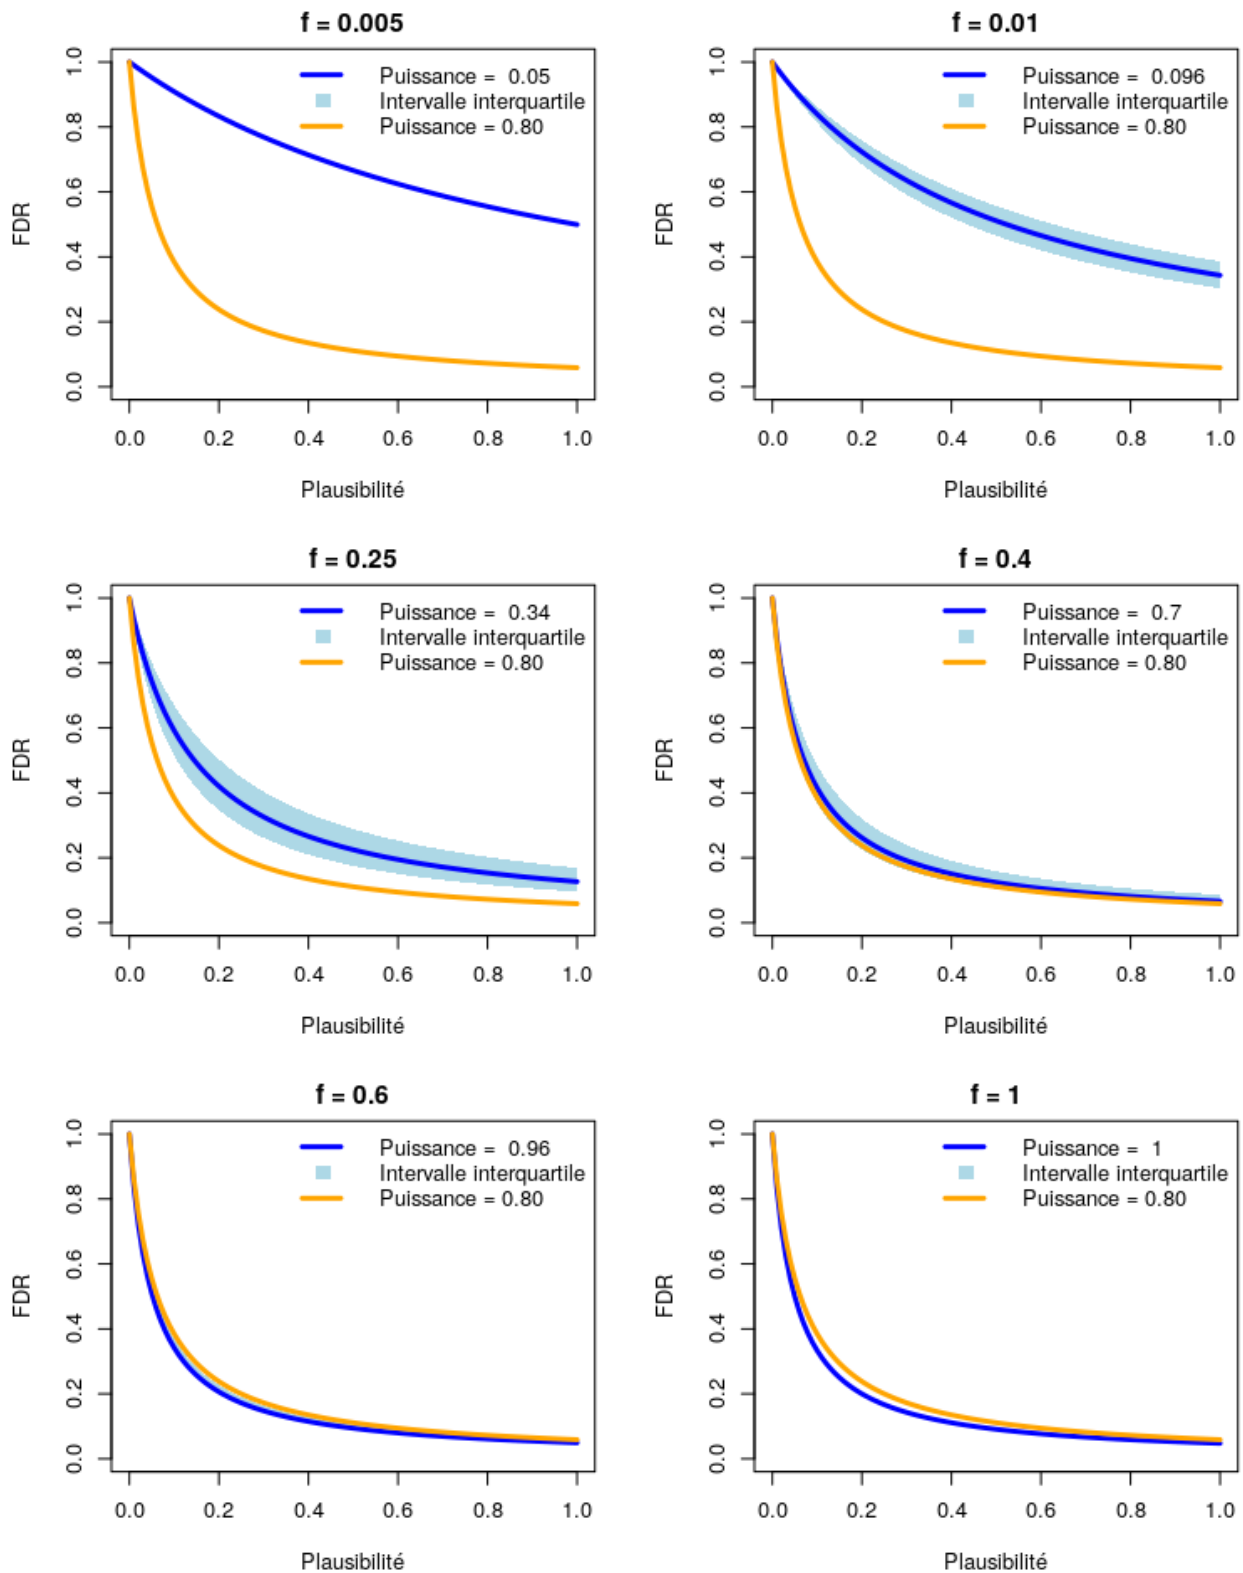 f = 0.005
Puissance = 0.05
Intervalle interquartile
Puissance = 0.80
FDR
1.0
0.8
0.6
0.4
0.2
0.0
0.0 0.2 0.4 0.6 0.8 1.0
Plausibilité
f = 0.01
Puissance = 0.096
Intervalle interquartile
Puissance = 0.80
FDR
1.0
0.8
0.6
0.4
0.2
0.0
0.0 0.2 0.4 0.6 0.8 1.0
Plausibilité
f = 0.25
Puissance = 0.34
Intervalle interquartile
Puissance = 0.80
FDR
1.0
0.8
0.6
0.4
0.2
0.0
0.0 0.2 0.4 0.6 0.8 1.0
Plausibilité
f = 0.4
Puissance = 0.7
Intervalle interquartile
Puissance = 0.80
FDR
1.0
0.8
0.6
0.4
0.2
0.0
0.0 0.2 0.4 0.6 0.8 1.0
Plausibilité
f = 0.6
Puissance = 0.96
Intervalle interquartile
Puissance = 0.80
FDR
1.0
0.8
0.6
0.4
0.2
0.0
0.0 0.2 0.4 0.6 0.8 1.0
Plausibilité
f = 1
Puissance = 1
Intervalle interquartile
Puissance = 0.80
FDR
1.0
0.8
0.6
0.4
0.2
0.0
0.0 0.2 0.4 0.6 0.8 1.0
Plausibilité